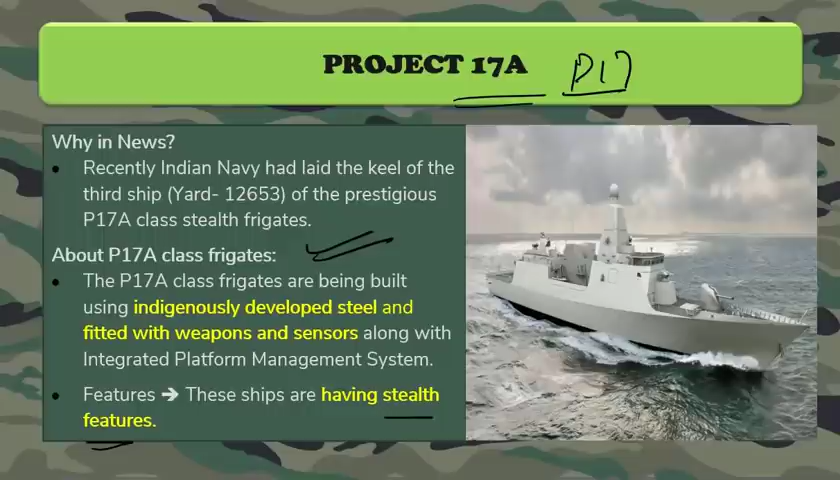 PROJECT 17A P17
Why in News?
• Recently Indian Navy had laid the keel of the
third ship (Yard- 12653) of the prestigious
P17A class stealth frigates.
About P17A class frigates:
• The P17A class frigates are being built
using indigenously developed steel and
fitted with weapons and sensors along with
Integrated Platform Management System.
• Features ➔ These ships are having stealth
features.